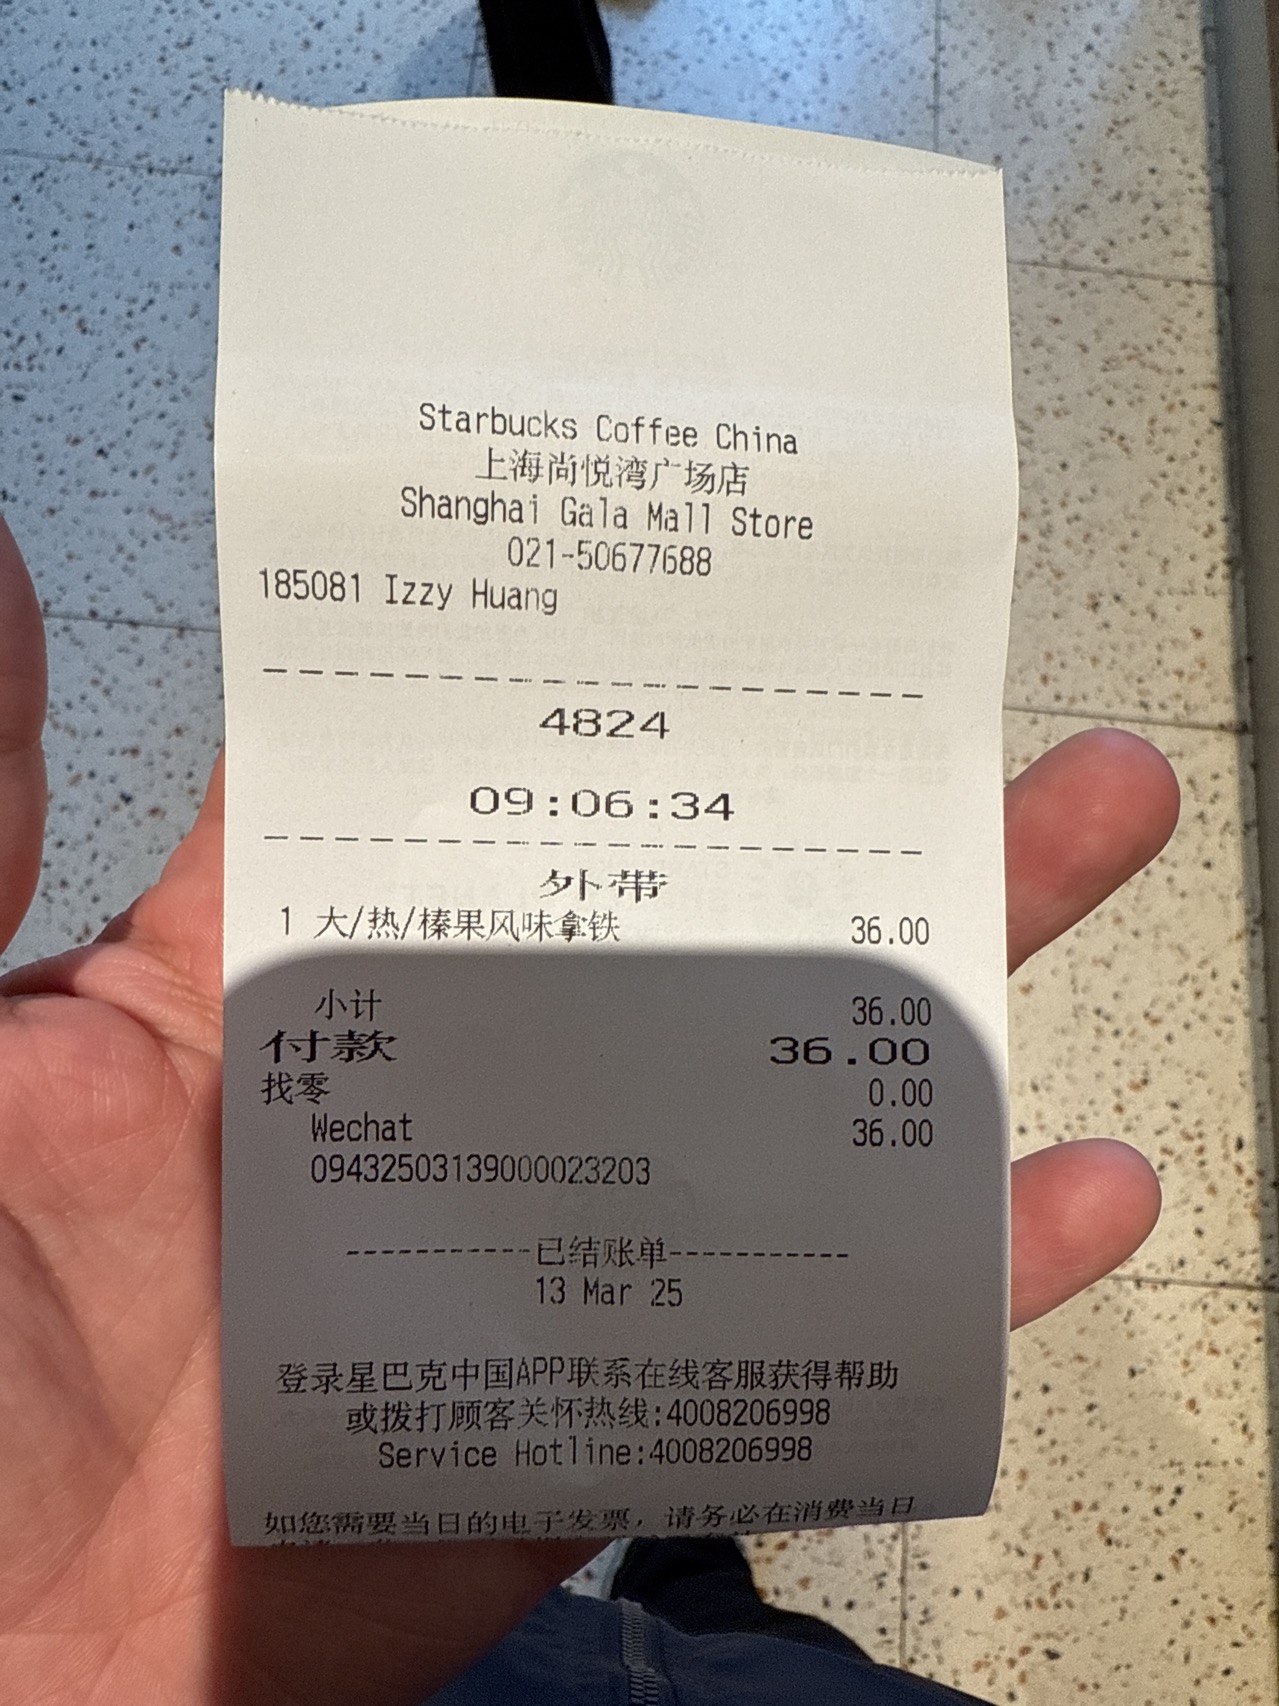 Starbucks Coffee China
上海尚悦湾广场店
Shanghai Gala Mall Store
021-50677688
185081 Izzy Huang
4824
09:06:34
外带
1 大/热/榛果风味拿铁 36.00
小计 36.00
付款 36.00
找零 0.00
Wechat 36.00
09432503139000023203
-----------已结账单-----------
13 Mar 25
登录星巴克中国APP联系在线客服获得帮助
或拨打顾客关怀热线:4008206998
Service Hotline:4008206998
如您需要当日的电子发票，请务必在消费当日